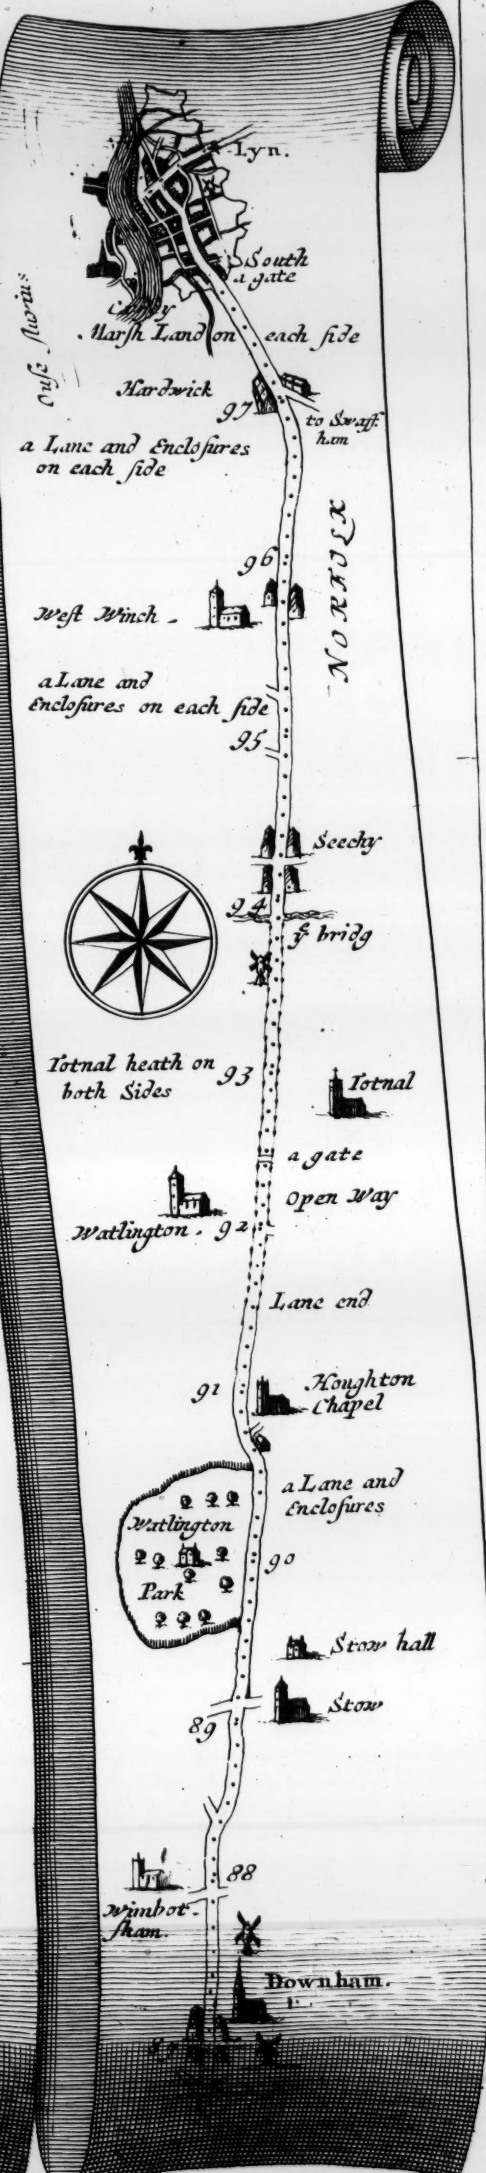 Lyn.
South
a gate
Ouse fluvius
Marsh Land on each side
Hardwick
97
to Swaff
ham
a Lane and Enclosures
on each side
NORFOLK
96
West Winch
a Lane and
Enclosures on each side
95
Seechy
94
ẙ bridg
Totnal heath on
both Sides
93
Totnal
a gate
Open Way
Watlington.
92
Lane end
91
Houghton
Chapel
a Lane and
Enclosures
Watlington
Park
90
Stow hall
Stow
89
88
Wimbot-
sham.
Downham.